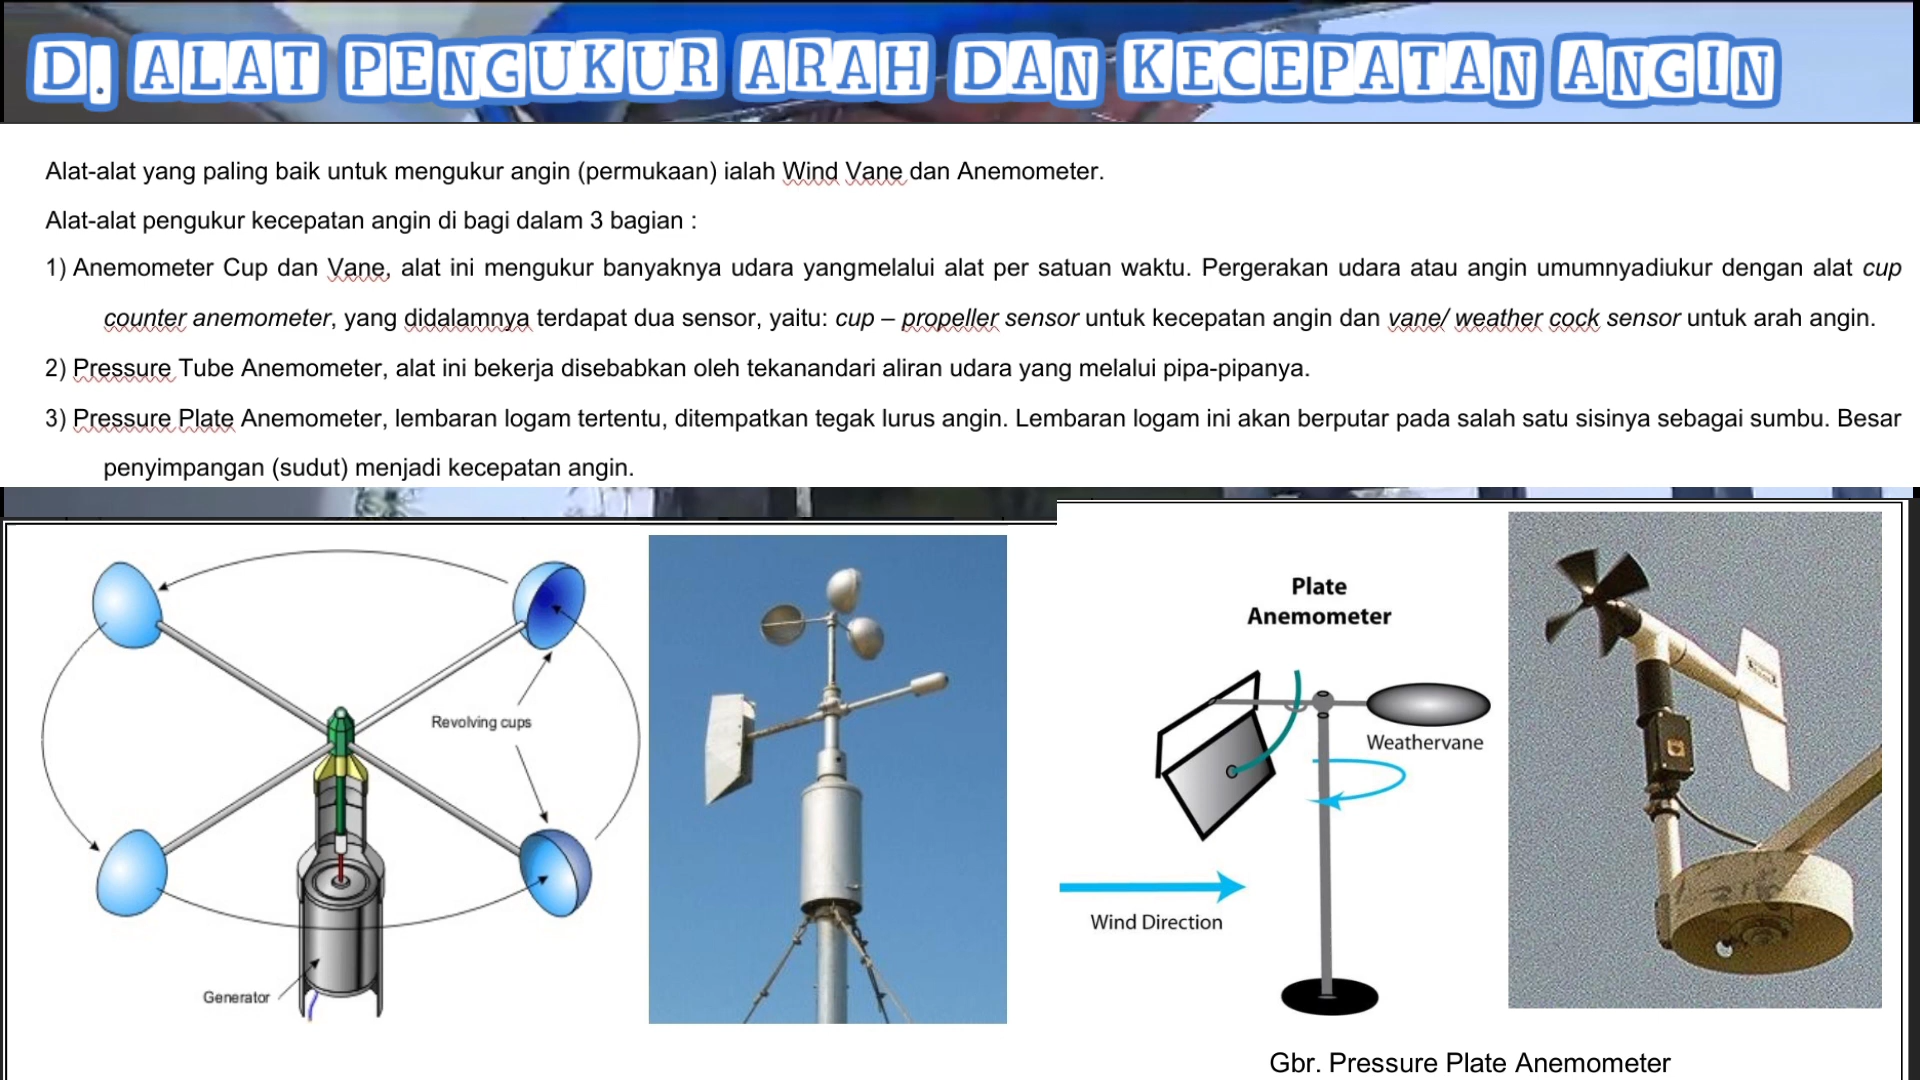 D. ALAT PENGUKUR ARAH DAN KECEPATAN ANGIN
Alat-alat yang paling baik untuk mengukur angin (permukaan) ialah Wind Vane dan Anemometer.
Alat-alat pengukur kecepatan angin di bagi dalam 3 bagian :
1) Anemometer Cup dan Vane, alat ini mengukur banyaknya udara yangmelalui alat per satuan waktu. Pergerakan udara atau angin umumnyadiukur dengan alat cup
counter anemometer, yang didalamnya terdapat dua sensor, yaitu: cup – propeller sensor untuk kecepatan angin dan vane/ weather cock sensor untuk arah angin.
2) Pressure Tube Anemometer, alat ini bekerja disebabkan oleh tekanandari aliran udara yang melalui pipa-pipanya.
3) Pressure Plate Anemometer, lembaran logam tertentu, ditempatkan tegak lurus angin. Lembaran logam ini akan berputar pada salah satu sisinya sebagai sumbu. Besar
penyimpangan (sudut) menjadi kecepatan angin.
Revolving cups
Generator
Plate
Anemometer
Weathervane
Wind Direction
Gbr. Pressure Plate Anemometer